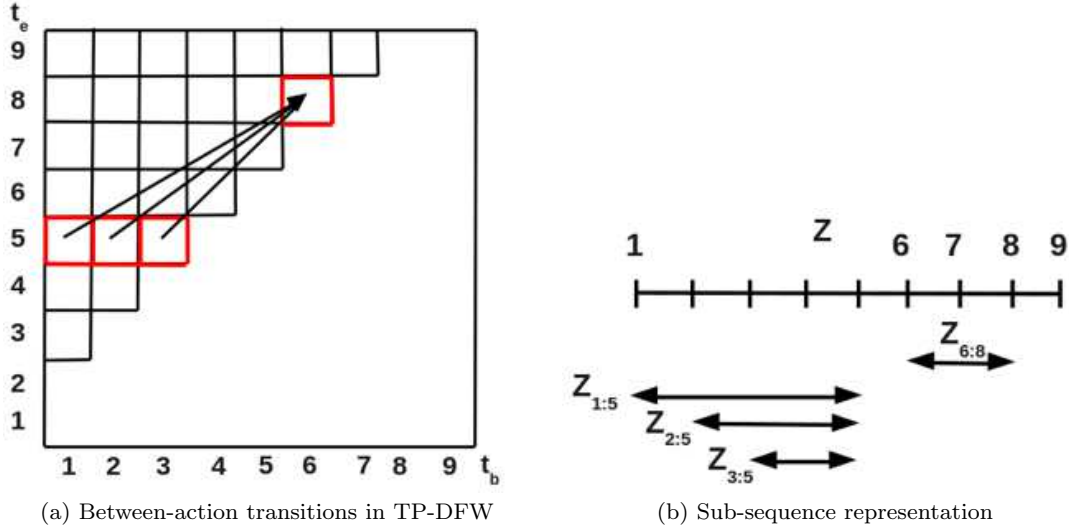 t_e
9
8
7
6
5
4
3
2
1
1 2 3 4 5 6 7 8 9 t_b
(a) Between-action transitions in TP-DFW
1 Z 6 7 8 9
Z_6:8
Z_1:5
Z_2:5
Z_3:5
(b) Sub-sequence representation